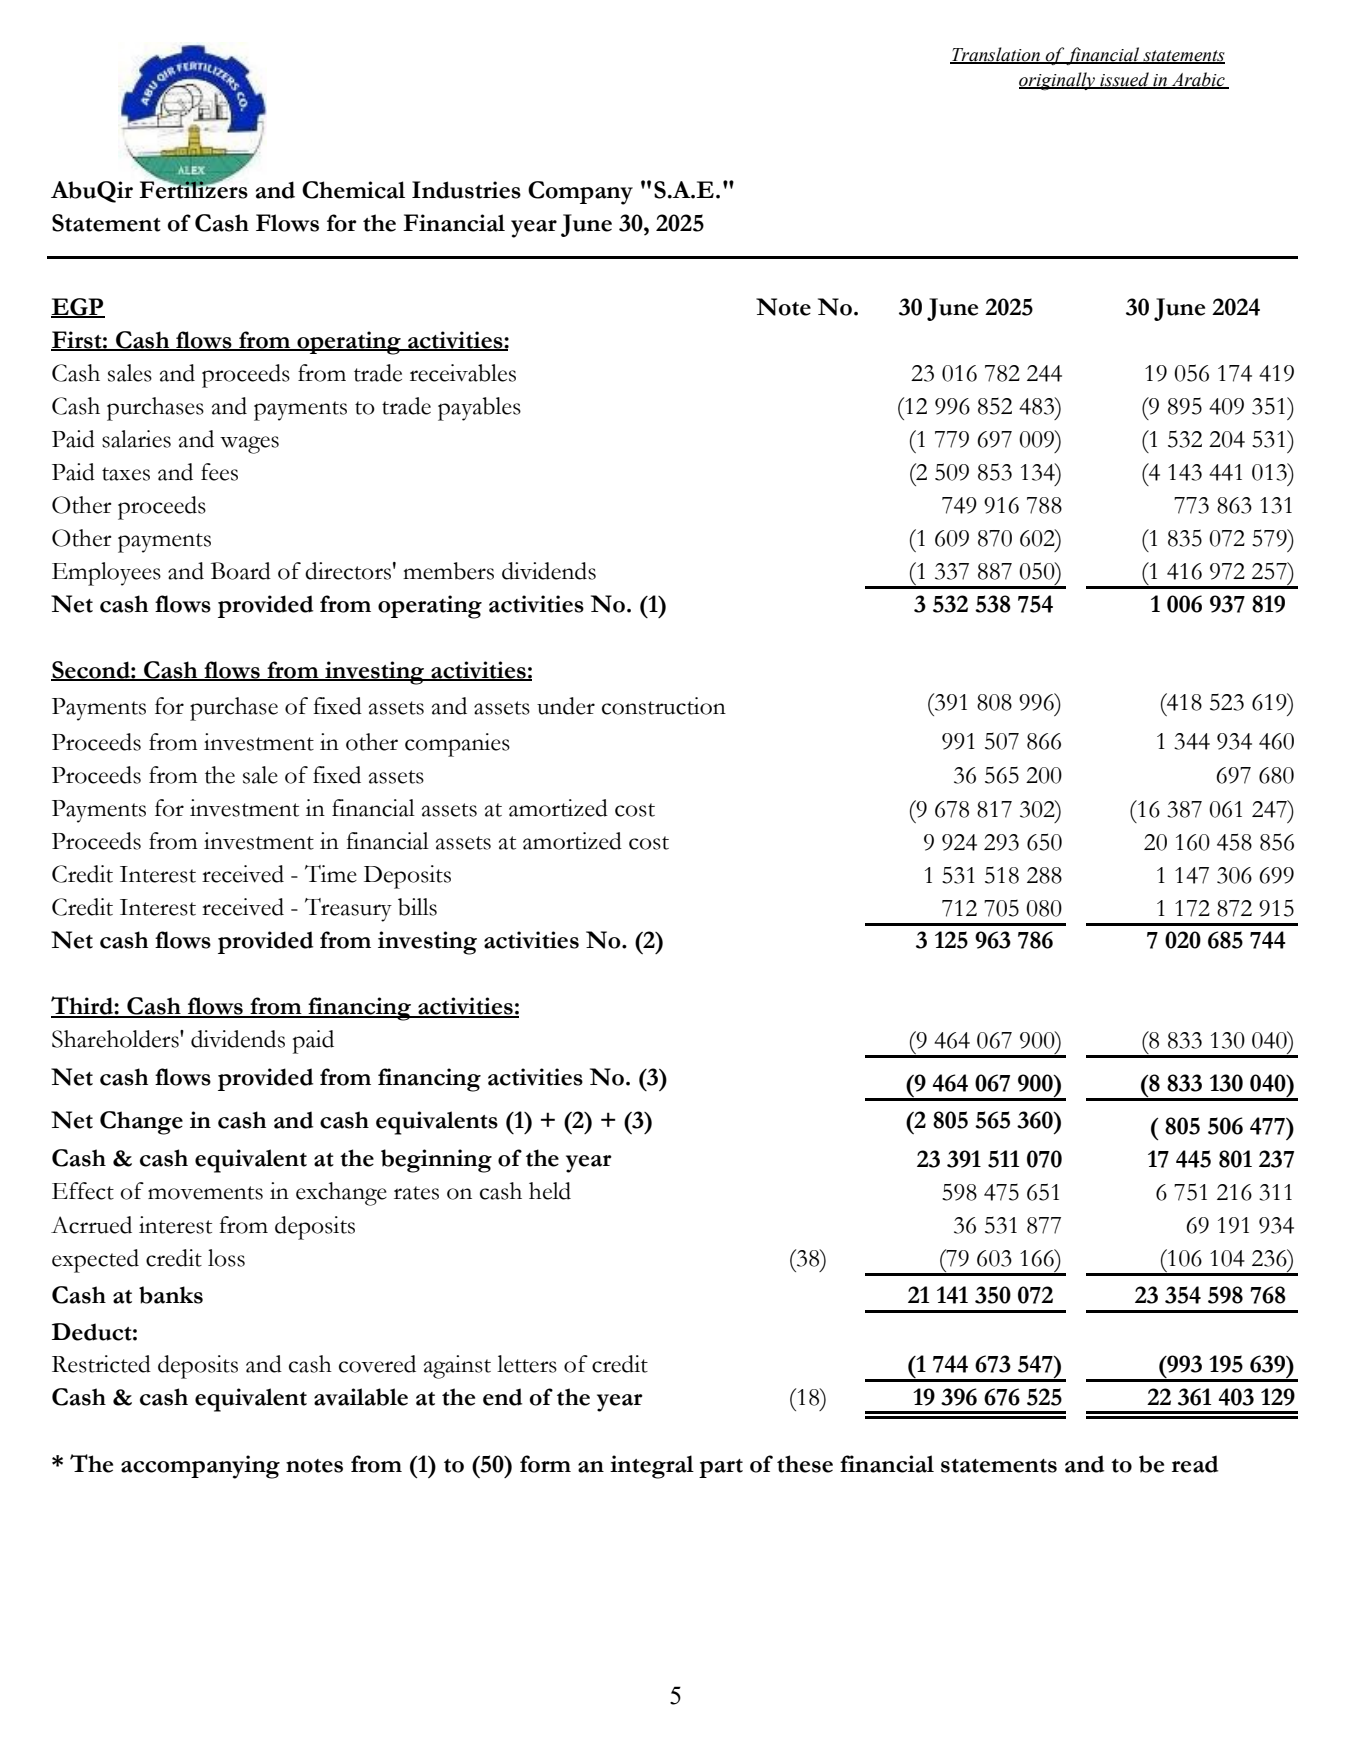 ABU QIR FERTILIZERS CO.
ALEX
Translation of financial statements
originally issued in Arabic
AbuQir Fertilizers and Chemical Industries Company "S.A.E."
Statement of Cash Flows for the Financial year June 30, 2025
EGP Note No. 30 June 2025 30 June 2024
First: Cash flows from operating activities:
Cash sales and proceeds from trade receivables 23 016 782 244 19 056 174 419
Cash purchases and payments to trade payables (12 996 852 483) (9 895 409 351)
Paid salaries and wages (1 779 697 009) (1 532 204 531)
Paid taxes and fees (2 509 853 134) (4 143 441 013)
Other proceeds 749 916 788 773 863 131
Other payments (1 609 870 602) (1 835 072 579)
Employees and Board of directors' members dividends (1 337 887 050) (1 416 972 257)
Net cash flows provided from operating activities No. (1) 3 532 538 754 1 006 937 819
Second: Cash flows from investing activities:
Payments for purchase of fixed assets and assets under construction (391 808 996) (418 523 619)
Proceeds from investment in other companies 991 507 866 1 344 934 460
Proceeds from the sale of fixed assets 36 565 200 697 680
Payments for investment in financial assets at amortized cost (9 678 817 302) (16 387 061 247)
Proceeds from investment in financial assets at amortized cost 9 924 293 650 20 160 458 856
Credit Interest received - Time Deposits 1 531 518 288 1 147 306 699
Credit Interest received - Treasury bills 712 705 080 1 172 872 915
Net cash flows provided from investing activities No. (2) 3 125 963 786 7 020 685 744
Third: Cash flows from financing activities:
Shareholders' dividends paid (9 464 067 900) (8 833 130 040)
Net cash flows provided from financing activities No. (3) (9 464 067 900) (8 833 130 040)
Net Change in cash and cash equivalents (1) + (2) + (3) (2 805 565 360) ( 805 506 477)
Cash & cash equivalent at the beginning of the year 23 391 511 070 17 445 801 237
Effect of movements in exchange rates on cash held 598 475 651 6 751 216 311
Accrued interest from deposits 36 531 877 69 191 934
expected credit loss (38) (79 603 166) (106 104 236)
Cash at banks 21 141 350 072 23 354 598 768
Deduct:
Restricted deposits and cash covered against letters of credit (1 744 673 547) (993 195 639)
Cash & cash equivalent available at the end of the year (18) 19 396 676 525 22 361 403 129
* The accompanying notes from (1) to (50) form an integral part of these financial statements and to be read
5